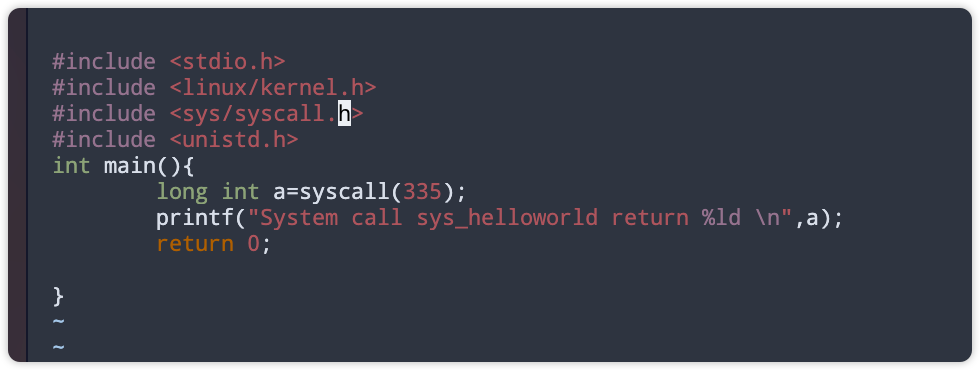 #include <stdio.h>
#include <linux/kernel.h>
#include <sys/syscall.h>
#include <unistd.h>
int main(){
        long int a=syscall(335);
        printf("System call sys_helloworld return %ld \n",a);
        return 0;

}
~
~